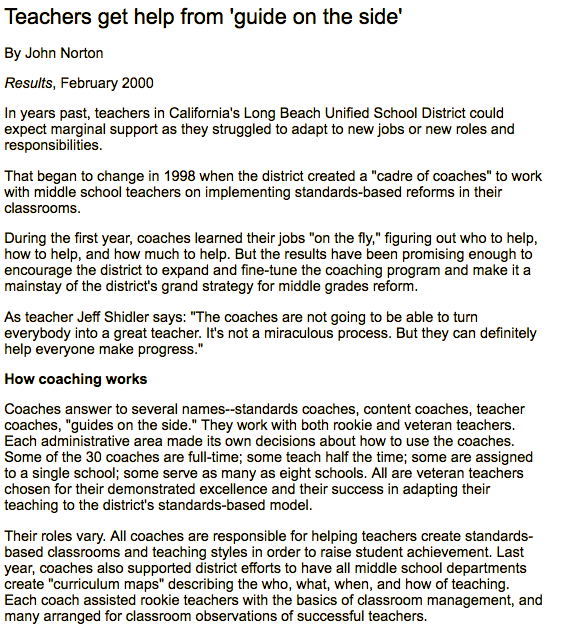 Teachers get help from 'guide on the side'
By John Norton
Results, February 2000
In years past, teachers in California's Long Beach Unified School District could
expect marginal support as they struggled to adapt to new jobs or new roles and
responsibilities.
That began to change in 1998 when the district created a "cadre of coaches" to work
with middle school teachers on implementing standards-based reforms in their
classrooms.
During the first year, coaches learned their jobs "on the fly," figuring out who to help,
how to help, and how much to help. But the results have been promising enough to
encourage the district to expand and fine-tune the coaching program and make it a
mainstay of the district's grand strategy for middle grades reform.
As teacher Jeff Shidler says: "The coaches are not going to be able to turn
everybody into a great teacher. It's not a miraculous process. But they can definitely
help everyone make progress."
How coaching works
Coaches answer to several names--standards coaches, content coaches, teacher
coaches, "guides on the side." They work with both rookie and veteran teachers.
Each administrative area made its own decisions about how to use the coaches.
Some of the 30 coaches are full-time; some teach half the time; some are assigned
to a single school; some serve as many as eight schools. All are veteran teachers
chosen for their demonstrated excellence and their success in adapting their
teaching to the district's standards-based model.
Their roles vary. All coaches are responsible for helping teachers create standards-
based classrooms and teaching styles in order to raise student achievement. Last
year, coaches also supported district efforts to have all middle school departments
create "curriculum maps" describing the who, what, when, and how of teaching.
Each coach assisted rookie teachers with the basics of classroom management, and
many arranged for classroom observations of successful teachers.